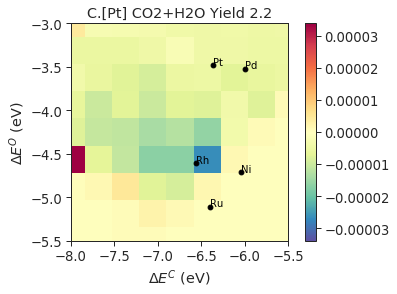 C.[Pt] CO2+H2O Yield 2.2
ΔE^O (eV)
−3.0
−3.5
−4.0
−4.5
−5.0
−5.5
Pt
Pd
Rh
Ni
Ru
−8.0 −7.5 −7.0 −6.5 −6.0 −5.5
ΔE^C (eV)
0.00003
0.00002
0.00001
0.00000
−0.00001
−0.00002
−0.00003